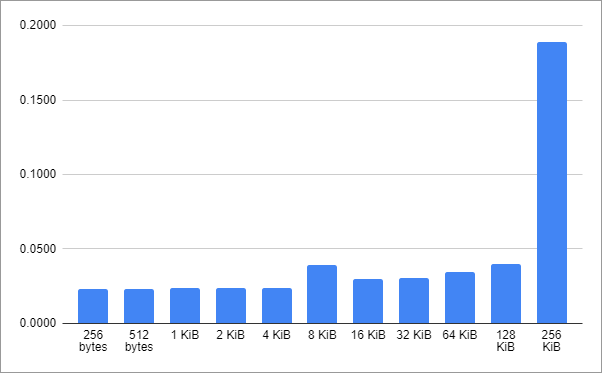 0.2000
0.1500
0.1000
0.0500
0.0000
256 bytes
512 bytes
1 KiB
2 KiB
4 KiB
8 KiB
16 KiB
32 KiB
64 KiB
128 KiB
256 KiB